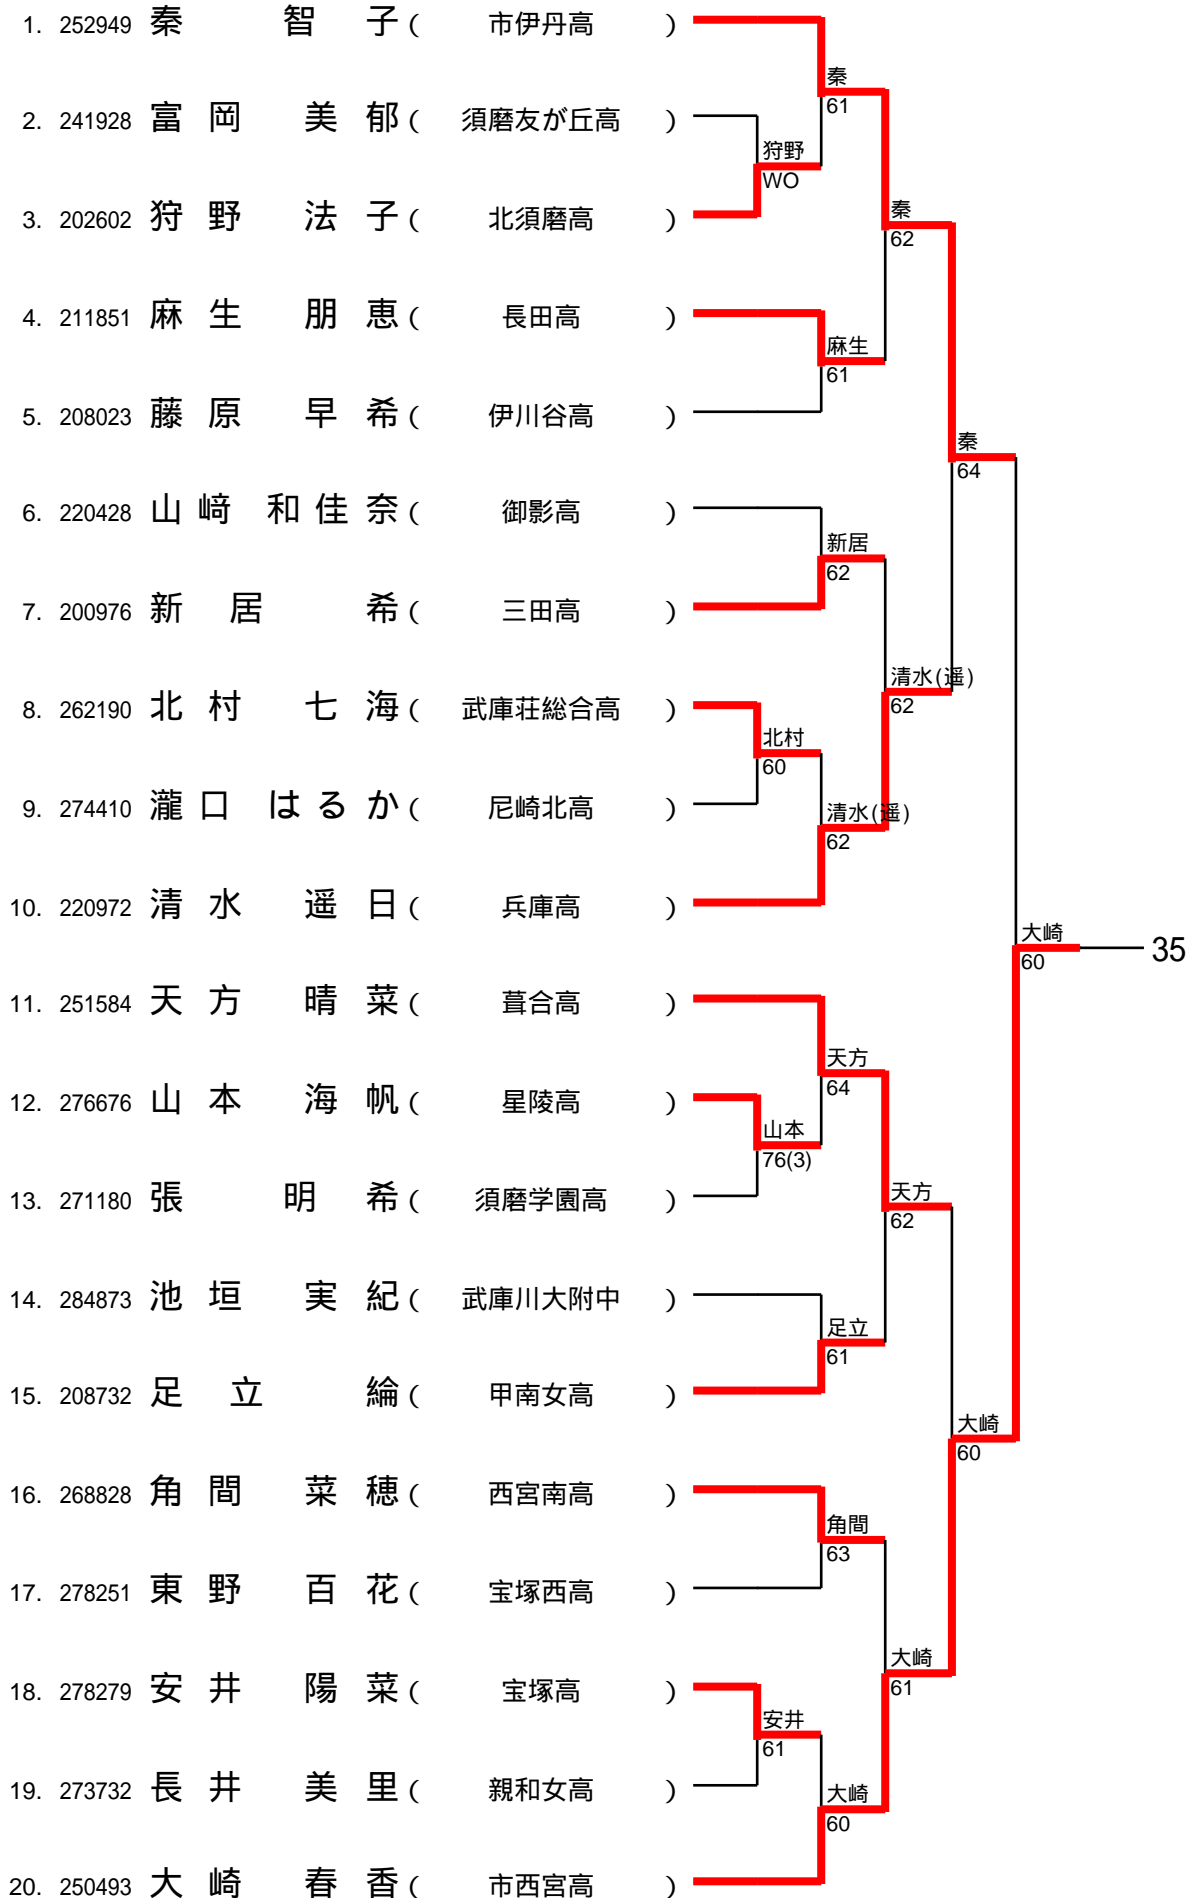 1. 252949 秦 智 子 ( 市伊丹高 )
秦
61
2. 241928 富 岡 美 郁 ( 須磨友が丘高 )
狩野
WO
3. 202602 狩 野 法 子 ( 北須磨高 )
秦
62
4. 211851 麻 生 朋 恵 ( 長田高 )
麻生
61
5. 208023 藤 原 早 希 ( 伊川谷高 )
秦
64
6. 220428 山 﨑 和 佳 奈 ( 御影高 )
新居
62
7. 200976 新 居 希 ( 三田高 )
清水(遥)
62
8. 262190 北 村 七 海 ( 武庫荘総合高 )
北村
60
9. 274410 瀧 口 は る か ( 尼崎北高 )
清水(遥)
62
10. 220972 清 水 遥 日 ( 兵庫高 )
大崎
60
35
11. 251584 天 方 晴 菜 ( 葺合高 )
天方
64
12. 276676 山 本 海 帆 ( 星陵高 )
山本
76(3)
13. 271180 張 明 希 ( 須磨学園高 )
天方
62
14. 284873 池 垣 実 紀 ( 武庫川大附中 )
足立
61
15. 208732 足 立 綸 ( 甲南女高 )
大崎
60
16. 268828 角 間 菜 穂 ( 西宮南高 )
角間
63
17. 278251 東 野 百 花 ( 宝塚西高 )
大崎
61
18. 278279 安 井 陽 菜 ( 宝塚高 )
安井
61
19. 273732 長 井 美 里 ( 親和女高 )
大崎
60
20. 250493 大 崎 春 香 ( 市西宮高 )